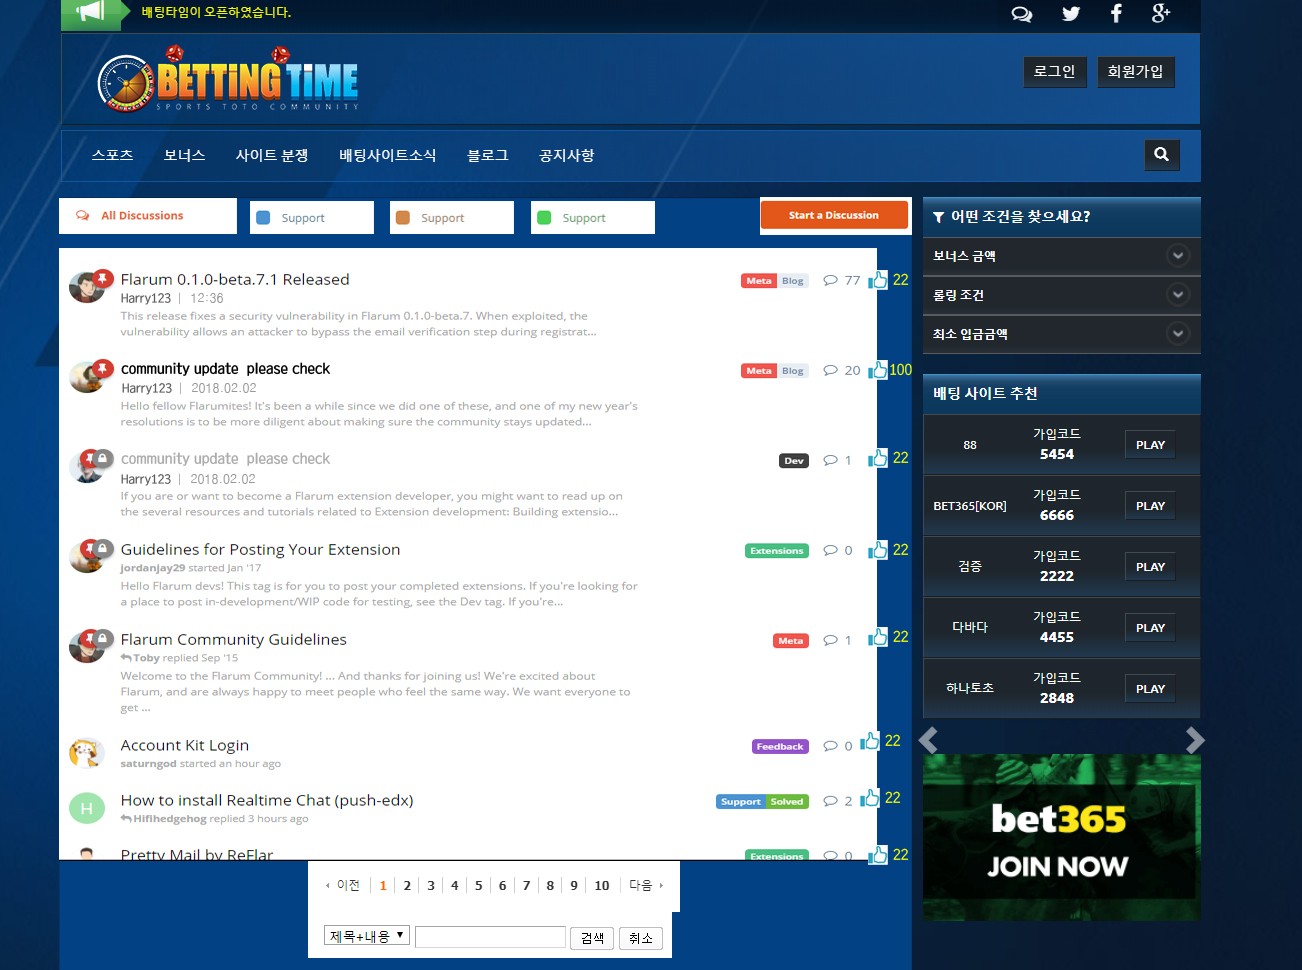 배팅타임이 오픈하였습니다.
BETTiNG TiME
SPORTS TOTO COMMUNITY
로그인
회원가입
스포츠
보너스
사이트 분쟁
배팅사이트소식
블로그
공지사항
All Discussions
Support
Support
Support
Start a Discussion
Flarum 0.1.0-beta.7.1 Released
Meta Blog 77 22
Harry123 | 12:36
This release fixes a security vulnerability in Flarum 0.1.0-beta.7. When exploited, the
vulnerability allows an attacker to bypass the email verification step during registrat...
community update please check
Meta Blog 20 100
Harry123 | 2018.02.02
Hello fellow Flarumites! It's been a while since we did one of these, and one of my new year's
resolutions is to be more diligent about making sure the community stays updated...
community update please check
Dev 1 22
Harry123 | 2018.02.02
If you are or want to become a Flarum extension developer, you might want to read up on
the several resources and tutorials related to Extension development: Building extensio...
Guidelines for Posting Your Extension
Extensions 0 22
jordanjay29 started Jan '17
Hello Flarum devs! This tag is for you to post your completed extensions. If you're looking for
a place to post in-development/WIP code for testing, see the Dev tag. If you're...
Flarum Community Guidelines
Meta 1 22
Toby replied Sep '15
Welcome to the Flarum Community! ... And thanks for joining us! We're excited about
Flarum, and are always happy to meet people who feel the same way. We want everyone to
get ...
Account Kit Login
Feedback 0 22
saturngod started an hour ago
H
How to install Realtime Chat (push-edx)
Support Solved 2 22
Hiflhedgehog replied 3 hours ago
Pretty Mail by ReFlar
Extensions 0 22
이전 1 2 3 4 5 6 7 8 9 10 다음
제목+내용
검색
취소
어떤 조건을 찾으세요?
보너스 금액
롤링 조건
최소 입금금액
배팅 사이트 추천
88
가입코드
5454
PLAY
BET365[KOR]
가입코드
6666
PLAY
검증
가입코드
2222
PLAY
다바다
가입코드
4455
PLAY
하나토초
가입코드
2848
PLAY
bet365
JOIN NOW